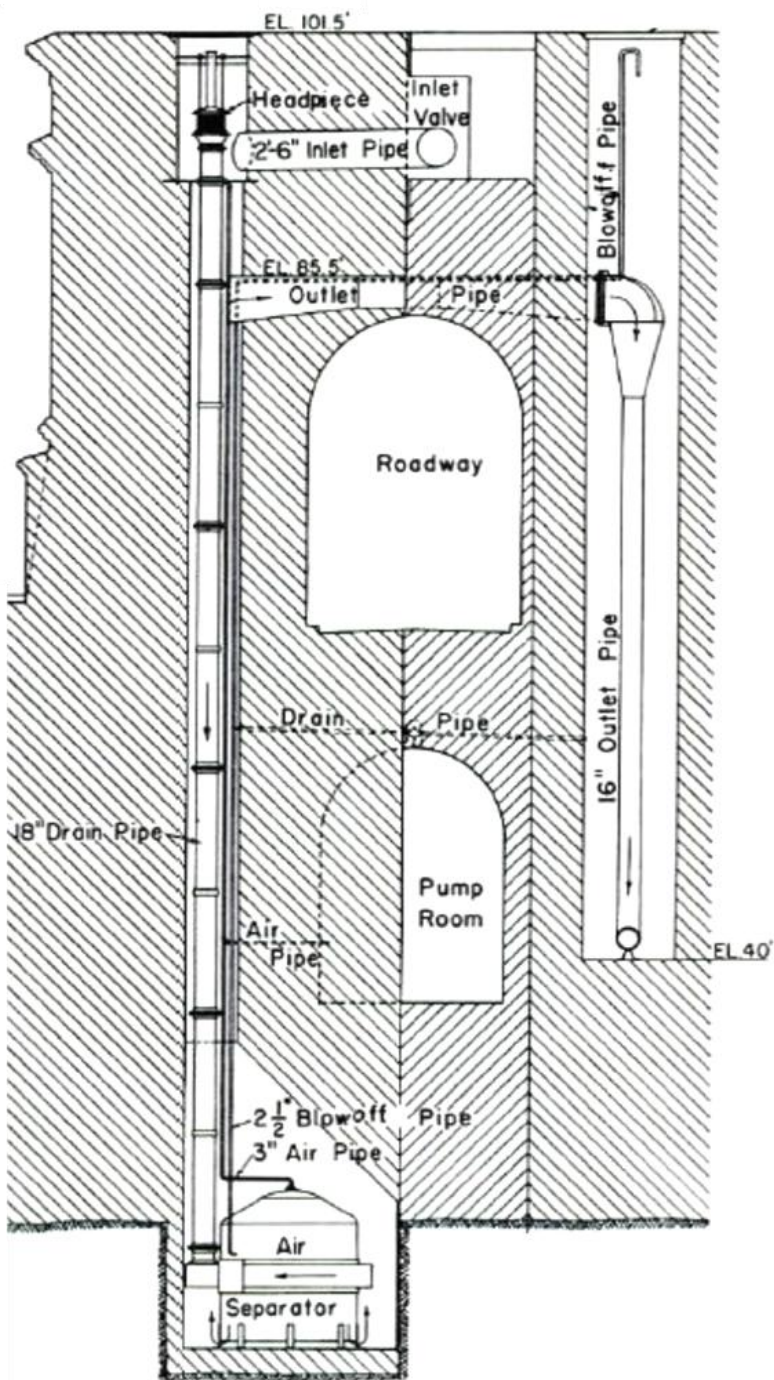 EL. 101.5'
Headpiece
Inlet
Valve
2'-6" Inlet Pipe
Blowoff Pipe
EL. 85.5'
Outlet Pipe
Roadway
16" Outlet Pipe
Drain Pipe
18" Drain Pipe
Pump
Room
Air
Pipe
EL. 40'
2 1/2" Blowoff Pipe
3" Air Pipe
Air
Separator